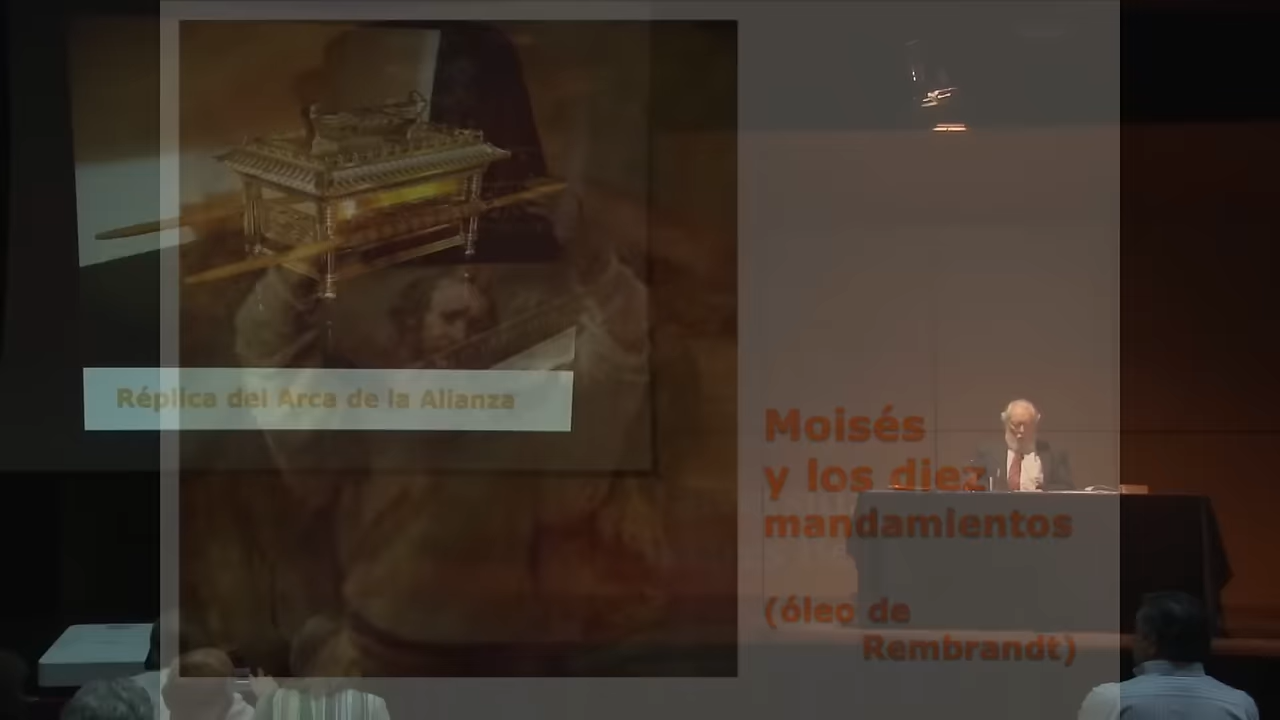 Réplica del Arca de la Alianza
Moisés
y los diez
mandamientos
(óleo de
Rembrandt)